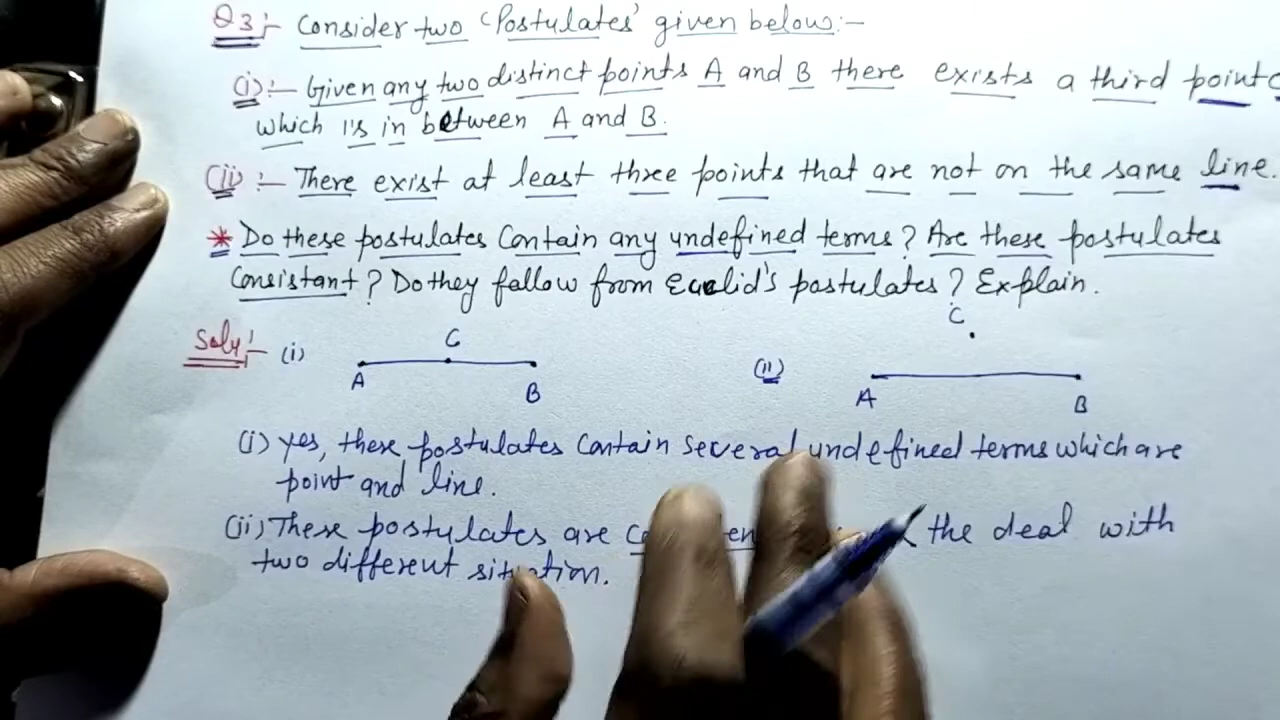 Q3:- Consider two 'Postulates' given below:-
(i):- Given any two distinct points A and B there exists a third point C
which is in between A and B.
(ii):- There exist at least three points that are not on the same line.
* Do these postulates Contain any undefined terms? Are these postulates
Consistant? Do they follow from Euclid's postulates? Explain.
Soln:- (i)
C
A
B
(ii)
C
A
B
(i) Yes, these postulates Contain several undefined terms which are
point and line.
(ii) These postulates are the deal with
two different situation.